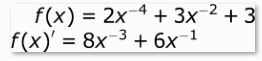 f(x) = 2x⁻⁴ + 3x⁻² + 3
f(x)′ = 8x⁻³ + 6x⁻¹